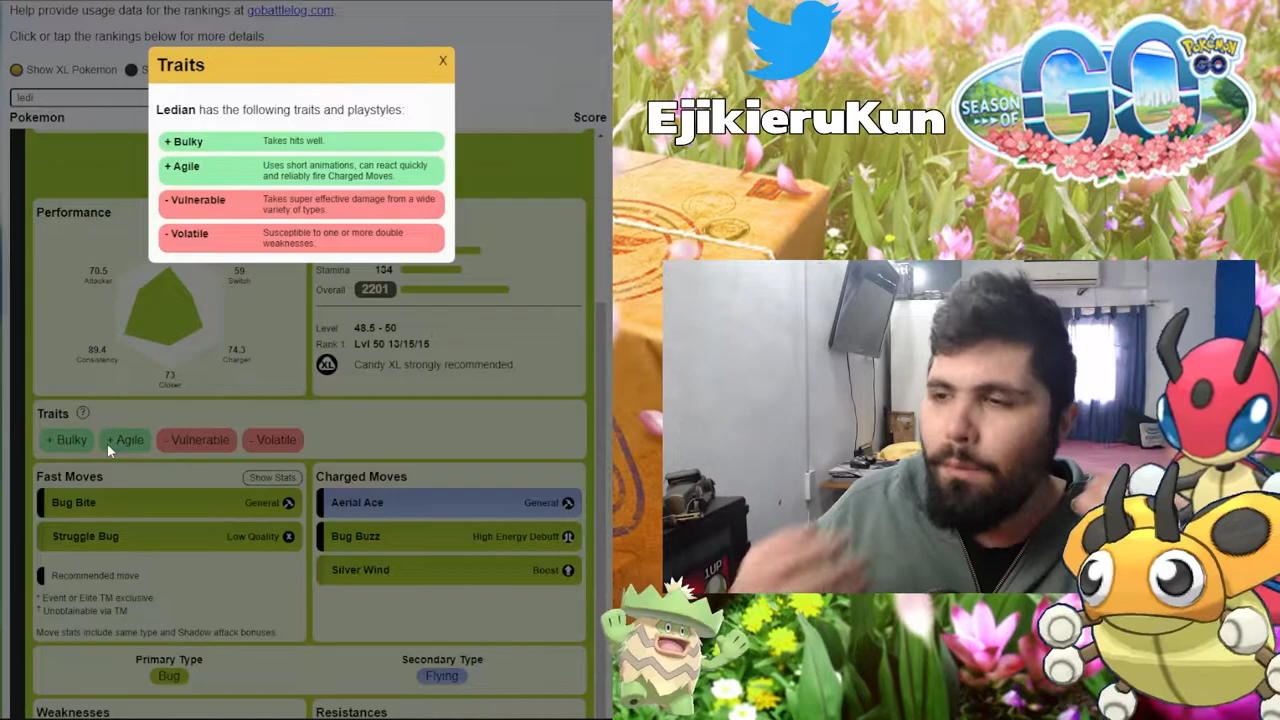 Help provide usage data for the rankings at gobattlelog.com.
Click or tap the rankings below for more details.
Show XL Pokemon S
ledi
Pokemon Score
Traits X
Ledian has the following traits and playstyles:
+ Bulky Takes hits well.
+ Agile Uses short animations, can react quickly
and reliably fire Charged Moves.
- Vulnerable Takes super effective damage from a wide
variety of types.
- Volatile Susceptible to one or more double
weaknesses.
Performance
70.5
Attacker
59
Switch
89.4
Consistency
74.3
Charger
73
Closer
Stamina 134
Overall 2201
Level 48.5 - 50
Rank 1 Lvl 50 13/15/15
XL Candy XL strongly recommended.
Traits ?
+ Bulky + Agile - Vulnerable - Volatile
Fast Moves Show Stats
Bug Bite General
Struggle Bug Low Quality
Recommended move
* Event or Elite TM exclusive
† Unobtainable via TM
Move stats include same type and Shadow attack bonuses.
Charged Moves
Aerial Ace General
Bug Buzz High Energy Debuff
Silver Wind Boost
Primary Type
Bug
Secondary Type
Flying
Weaknesses Resistances
EjikieruKun
POKÉMON
GO
SEASON
OF
GO
1UP